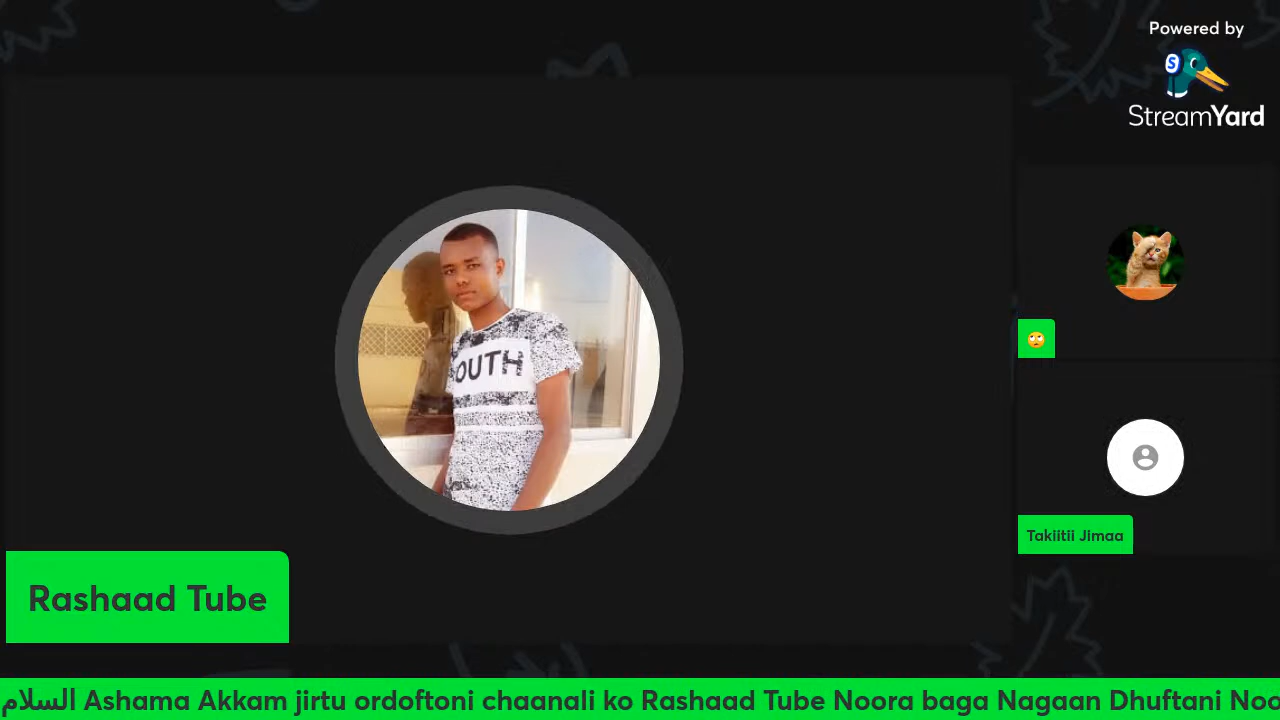 Powered by
S
StreamYard
OUTH
Rashaad Tube
Takiitii Jimaa
السلام Ashama Akkam jirtu ordoftoni chaanali ko Rashaad Tube Noora baga Nagaan Dhuftani